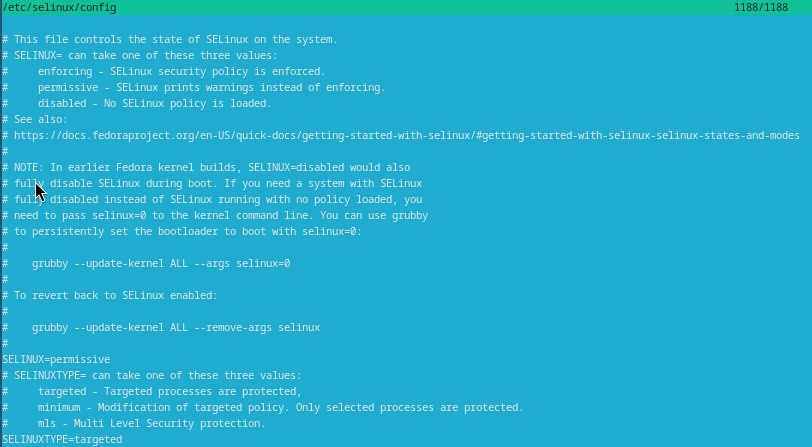 /etc/selinux/config 1188/1188
# This file controls the state of SELinux on the system.
# SELINUX= can take one of these three values:
#     enforcing - SELinux security policy is enforced.
#     permissive - SELinux prints warnings instead of enforcing.
#     disabled - No SELinux policy is loaded.
# See also:
# https://docs.fedoraproject.org/en-US/quick-docs/getting-started-with-selinux/#getting-started-with-selinux-selinux-states-and-modes
#
# NOTE: In earlier Fedora kernel builds, SELINUX=disabled would also
# fully disable SELinux during boot. If you need a system with SELinux
# fully disabled instead of SELinux running with no policy loaded, you
# need to pass selinux=0 to the kernel command line. You can use grubby
# to persistently set the bootloader to boot with selinux=0:
#
#    grubby --update-kernel ALL --args selinux=0
#
# To revert back to SELinux enabled:
#
#    grubby --update-kernel ALL --remove-args selinux
#
SELINUX=permissive
# SELINUXTYPE= can take one of these three values:
#     targeted - Targeted processes are protected,
#     minimum - Modification of targeted policy. Only selected processes are protected.
#     mls - Multi Level Security protection.
SELINUXTYPE=targeted